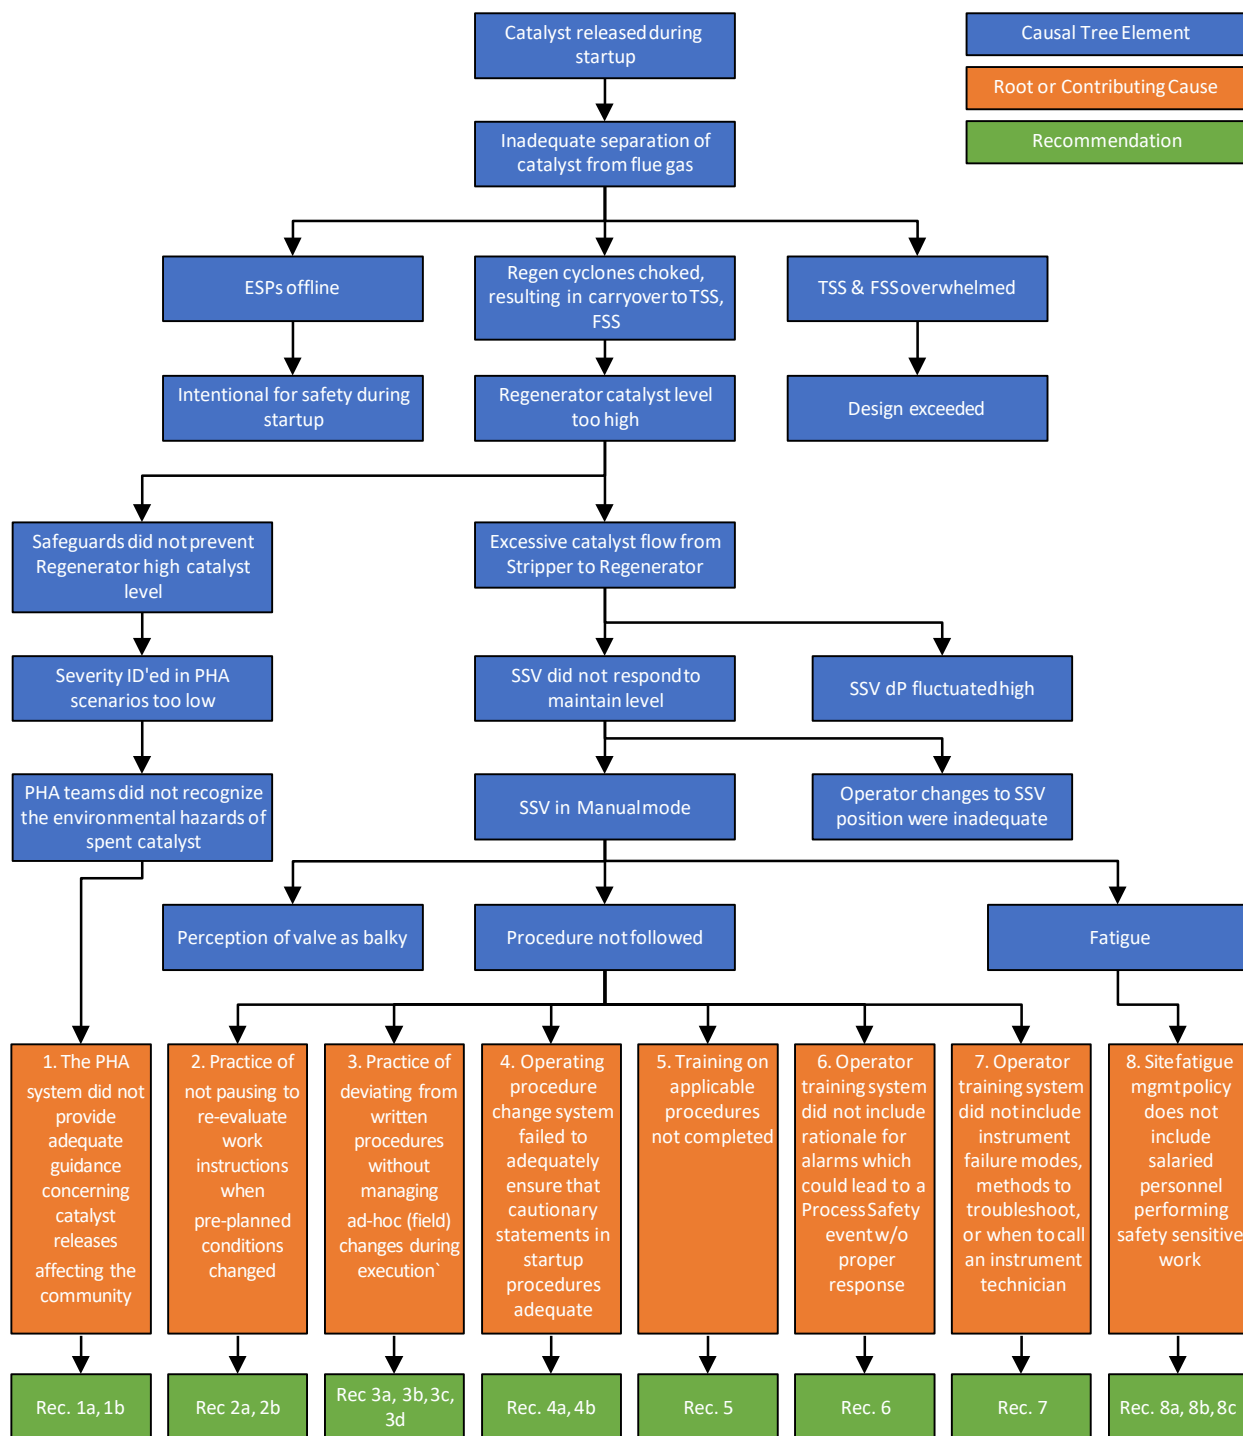 Catalyst released during
startup
Causal Tree Element
Root or Contributing Cause
Recommendation
Inadequate separation of
catalyst from flue gas
ESPs offline
Regen cyclones choked,
resulting in carryover to TSS,
FSS
TSS & FSS overwhelmed
Intentional for safety during
startup
Regenerator catalyst level
too high
Design exceeded
Safeguards did not prevent
Regenerator high catalyst
level
Excessive catalyst flow from
Stripper to Regenerator
Severity ID'ed in PHA
scenarios too low
SSV did not respond to
maintain level
SSV dP fluctuated high
PHA teams did not recognize
the environmental hazards of
spent catalyst
SSV in Manual mode
Operator changes to SSV
position were inadequate
Perception of valve as balky
Procedure not followed
Fatigue
1. The PHA
system did not
provide
adequate
guidance
concerning
catalyst
releases
affecting the
community
2. Practice of
not pausing to
re-evaluate
work
instructions
when
pre-planned
conditions
changed
3. Practice of
deviating from
written
procedures
without
managing
ad-hoc (field)
changes during
execution`
4. Operating
procedure
change system
failed to
adequately
ensure that
cautionary
statements in
startup
procedures
adequate
5. Training on
applicable
procedures
not completed
6. Operator
training system
did not include
rationale for
alarms which
could lead to a
Process Safety
event w/o
proper
response
7. Operator
training system
did not include
instrument
failure modes,
methods to
troubleshoot,
or when to call
an instrument
technician
8. Site fatigue
mgmt policy
does not
include
salaried
personnel
performing
safety sensitive
work
Rec. 1a, 1b
Rec 2a, 2b
Rec 3a, 3b, 3c,
3d
Rec. 4a, 4b
Rec. 5
Rec. 6
Rec. 7
Rec. 8a, 8b, 8c